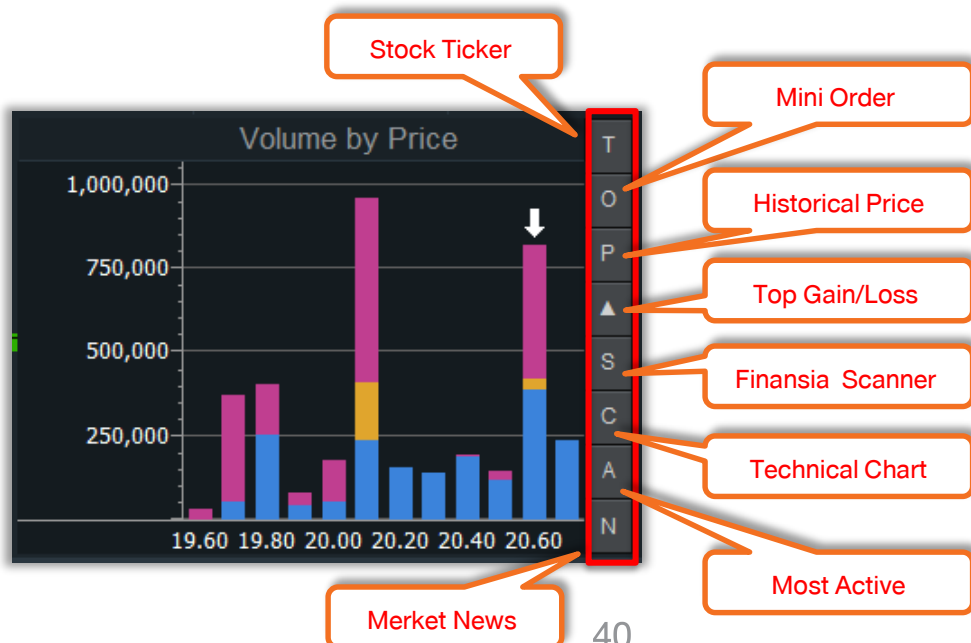 Stock Ticker
Mini Order
Volume by Price
T
1,000,000
O
Historical Price
P
750,000
▲
Top Gain/Loss
500,000
S
Finansia Scanner
C
250,000
A
Technical Chart
N
19.60 19.80 20.00 20.20 20.40 20.60
Most Active
Merket News
40